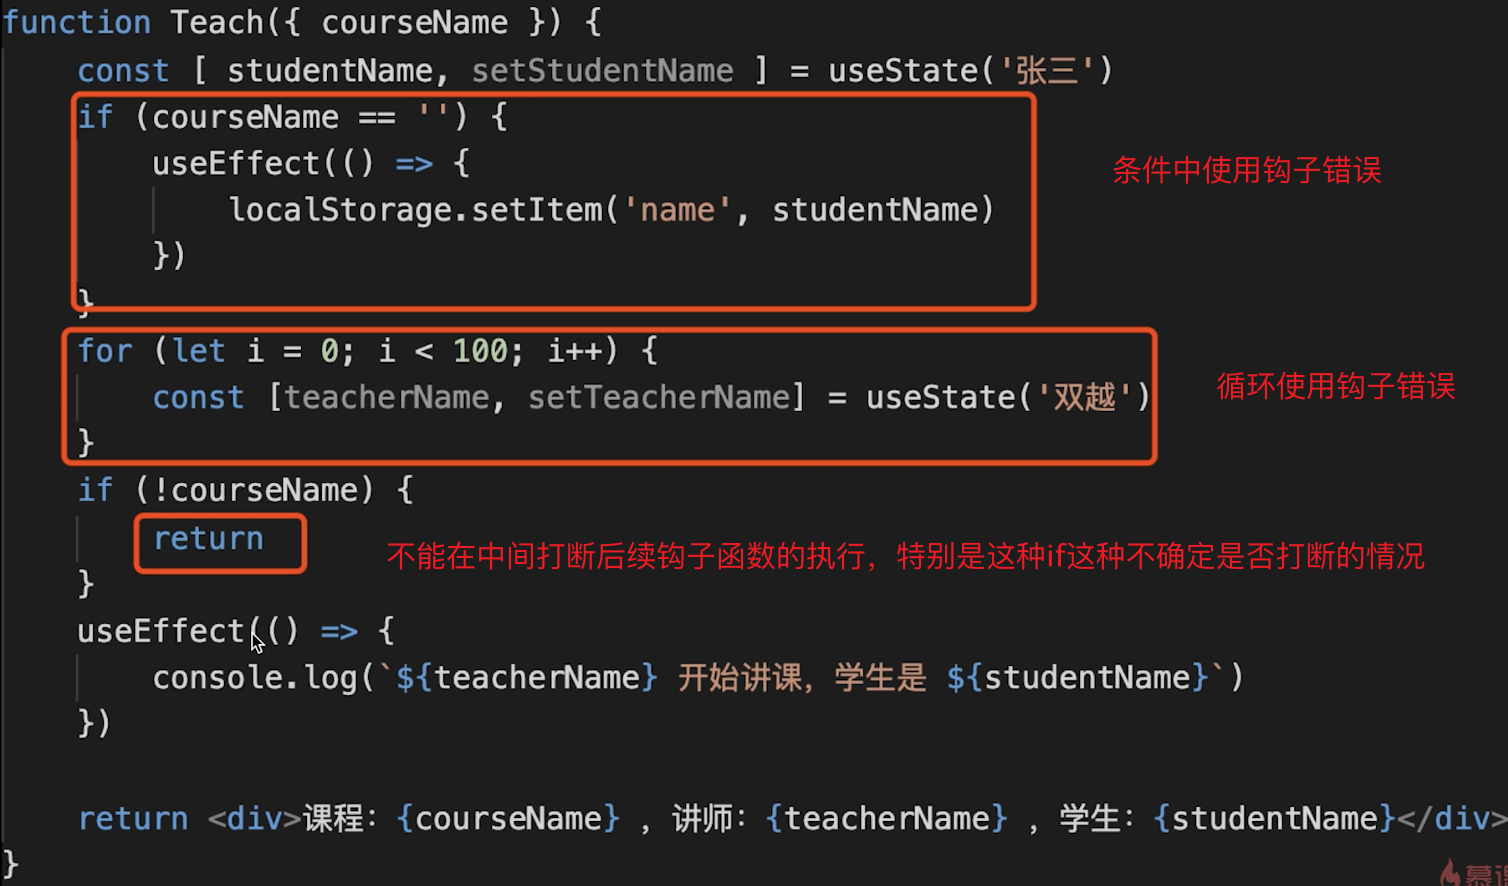 function Teach({ courseName }) {
const [ studentName, setStudentName ] = useState('张三')
if (courseName == '') {
useEffect(() => {
条件中使用钩子错误
localStorage.setItem('name', studentName)
})
}
for (let i = 0; i < 100; i++) {
const [teacherName, setTeacherName] = useState('双越')
循环使用钩子错误
}
if (!courseName) {
return
不能在中间打断后续钩子函数的执行，特别是这种if这种不确定是否打断的情况
}
useEffect(() => {
console.log(`${teacherName} 开始讲课，学生是 ${studentName}`)
})
return <div>课程：{courseName} ，讲师：{teacherName} ，学生：{studentName}</div>
}